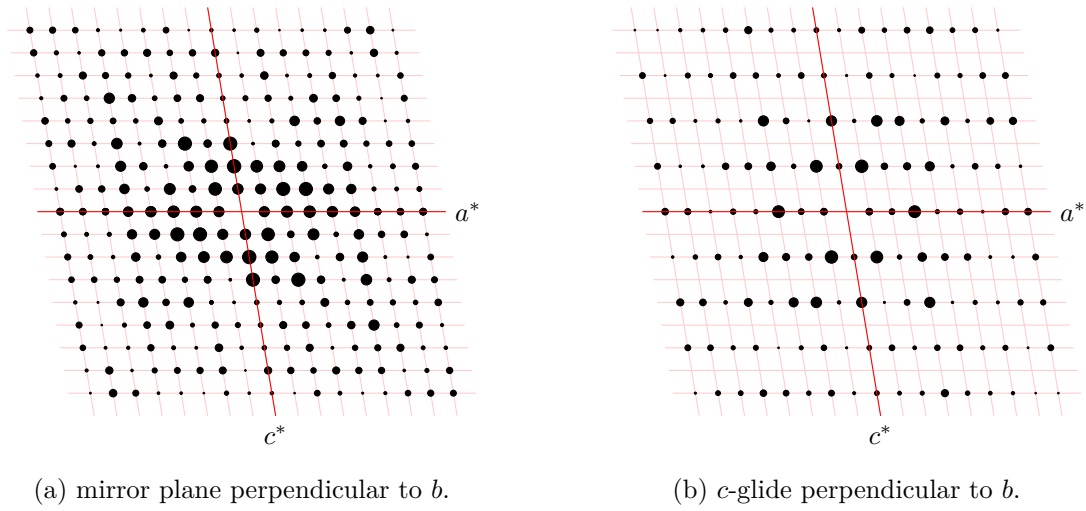 a*
a*
c*
c*
(a) mirror plane perpendicular to b.
(b) c-glide perpendicular to b.